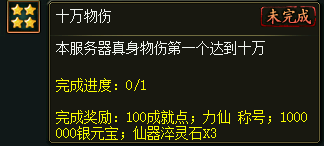 十万物伤
未完成
本服务器真身物伤第一个达到十万
完成进度：0/1
完成奖励：100成就点；力仙 称号；1000
000银元宝；仙器淬灵石X3